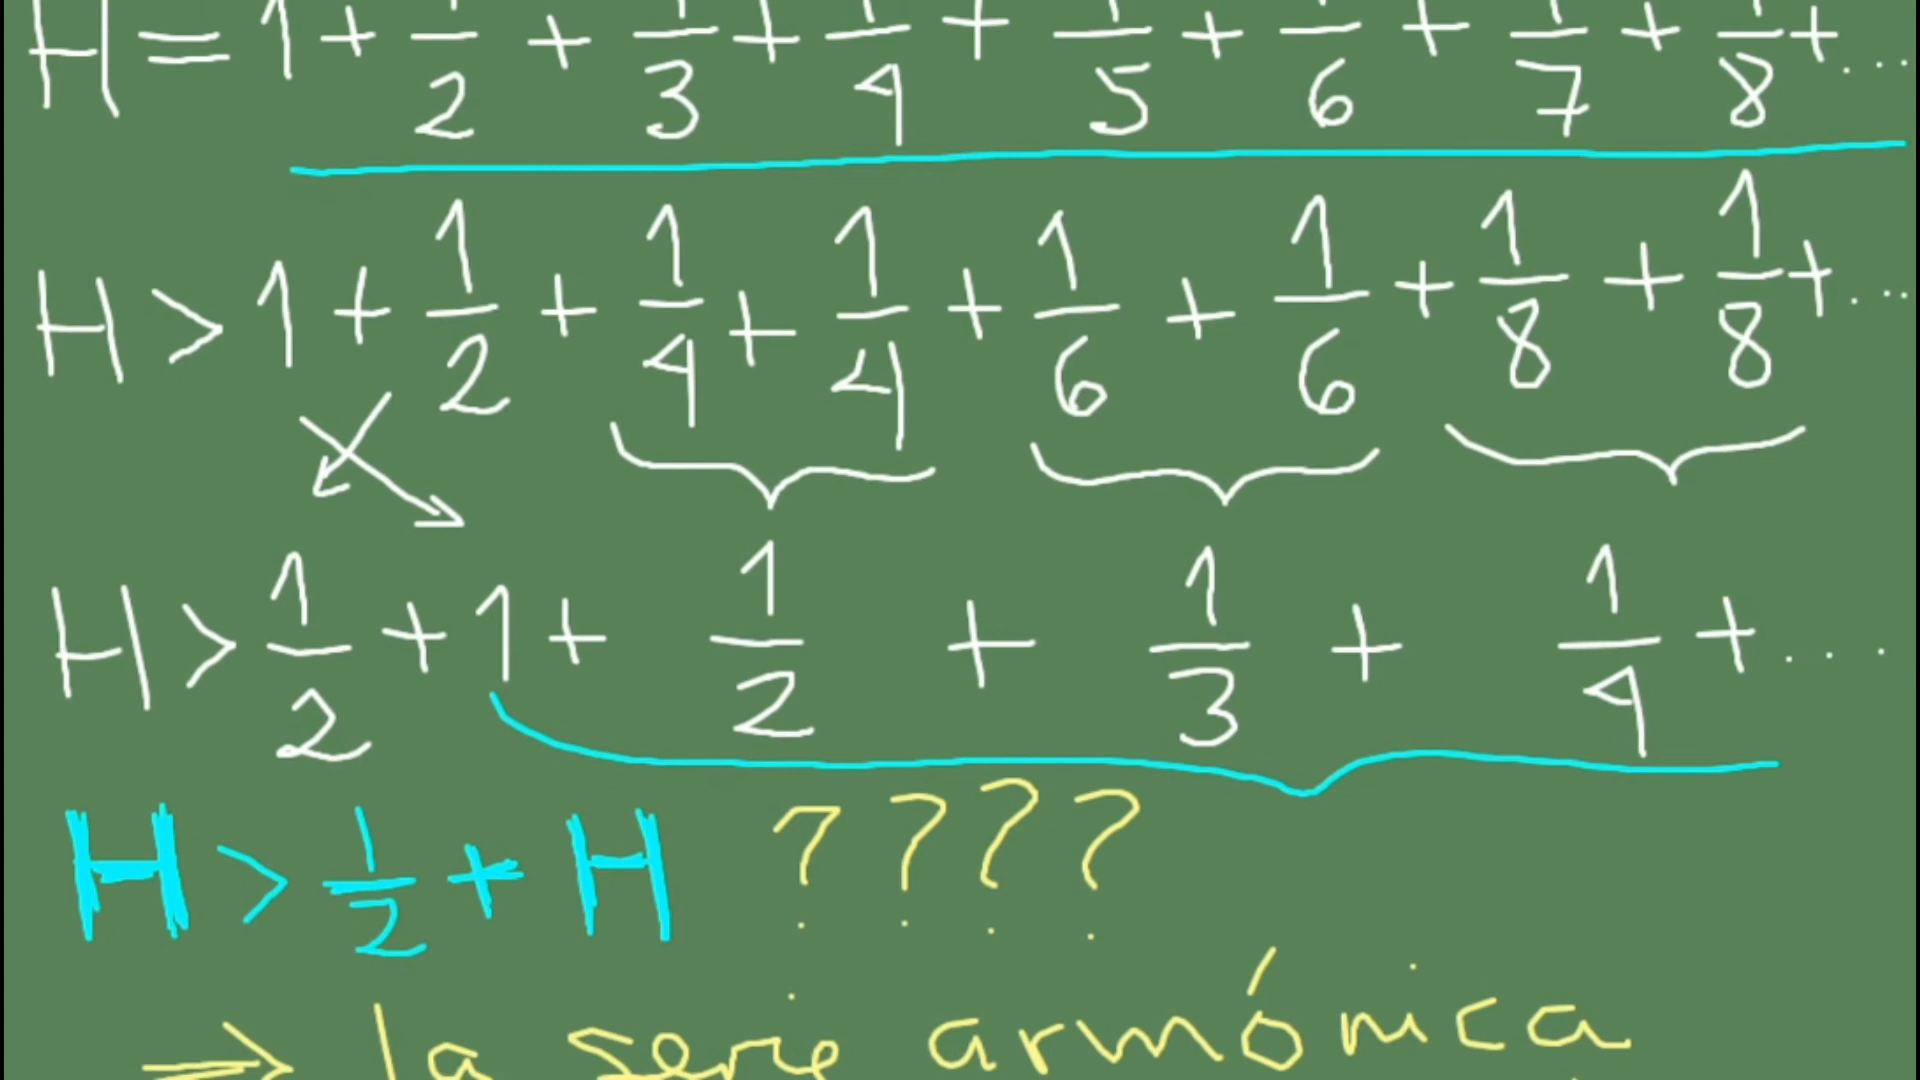 H = 1 + 1/2 + 1/3 + 1/4 + 1/5 + 1/6 + 1/7 + 1/8 + ...
H > 1 + 1/2 + 1/4 + 1/4 + 1/6 + 1/6 + 1/8 + 1/8 + ...
H > 1/2 + 1 + 1/2 + 1/3 + 1/4 + ....
H > 1/2 + H ????
⇒ la serie armónica